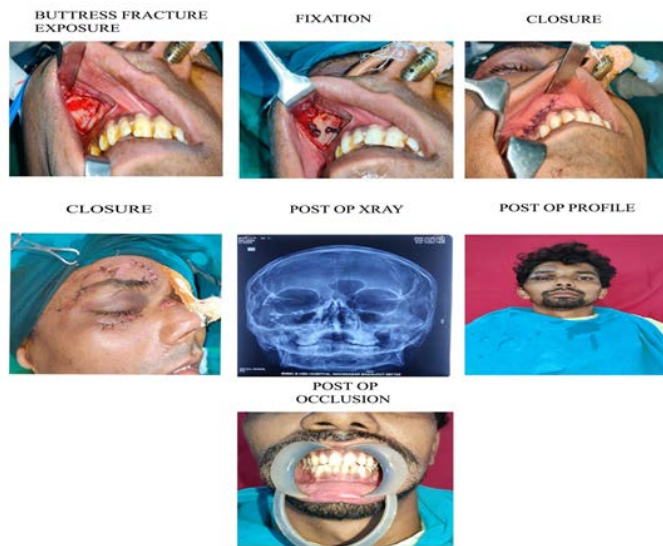 BUTTRESS FRACTURE
EXPOSURE
FIXATION
CLOSURE
CLOSURE
POST OP XRAY
POST OP PROFILE
POST OP
OCCLUSION